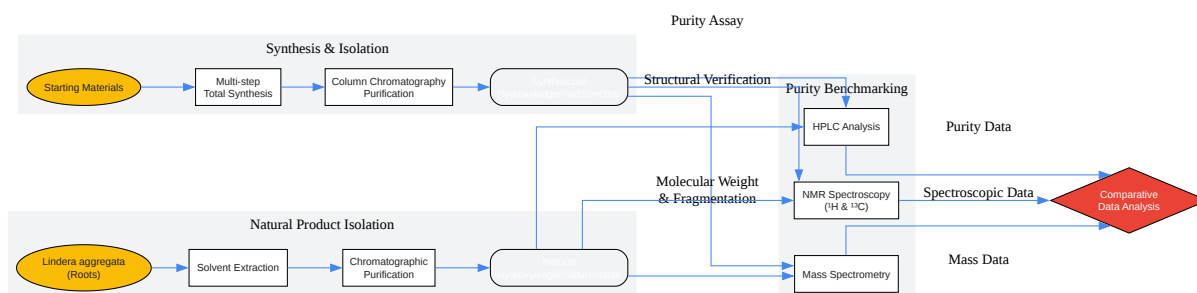 Purity Assay
Synthesis & Isolation
Starting Materials
Multi-step
Total Synthesis
Column Chromatography
Purification
Structural Verification
Purity Benchmarking
HPLC Analysis
Purity Data
Molecular Weight
& Fragmentation
NMR Spectroscopy
(¹H & ¹³C)
Spectroscopic Data
Comparative
Data Analysis
Natural Product Isolation
Lindera aggregata
(Roots)
Solvent Extraction
Chromatographic
Purification
Natural
Mass Spectrometry
Mass Data